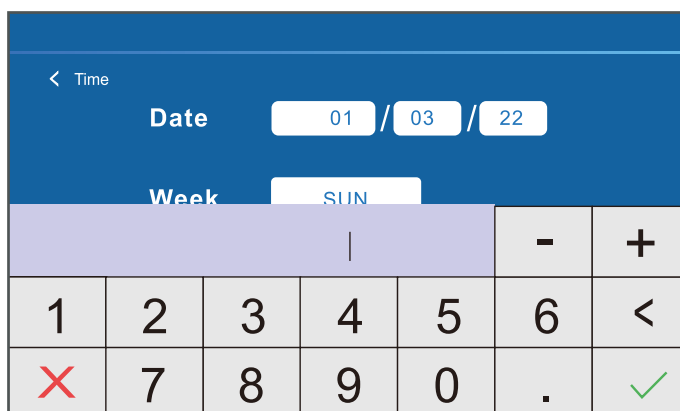 < Time
Date 01 / 03 / 22
Week SUN
- +
1 2 3 4 5 6 <
7 8 9 0 .